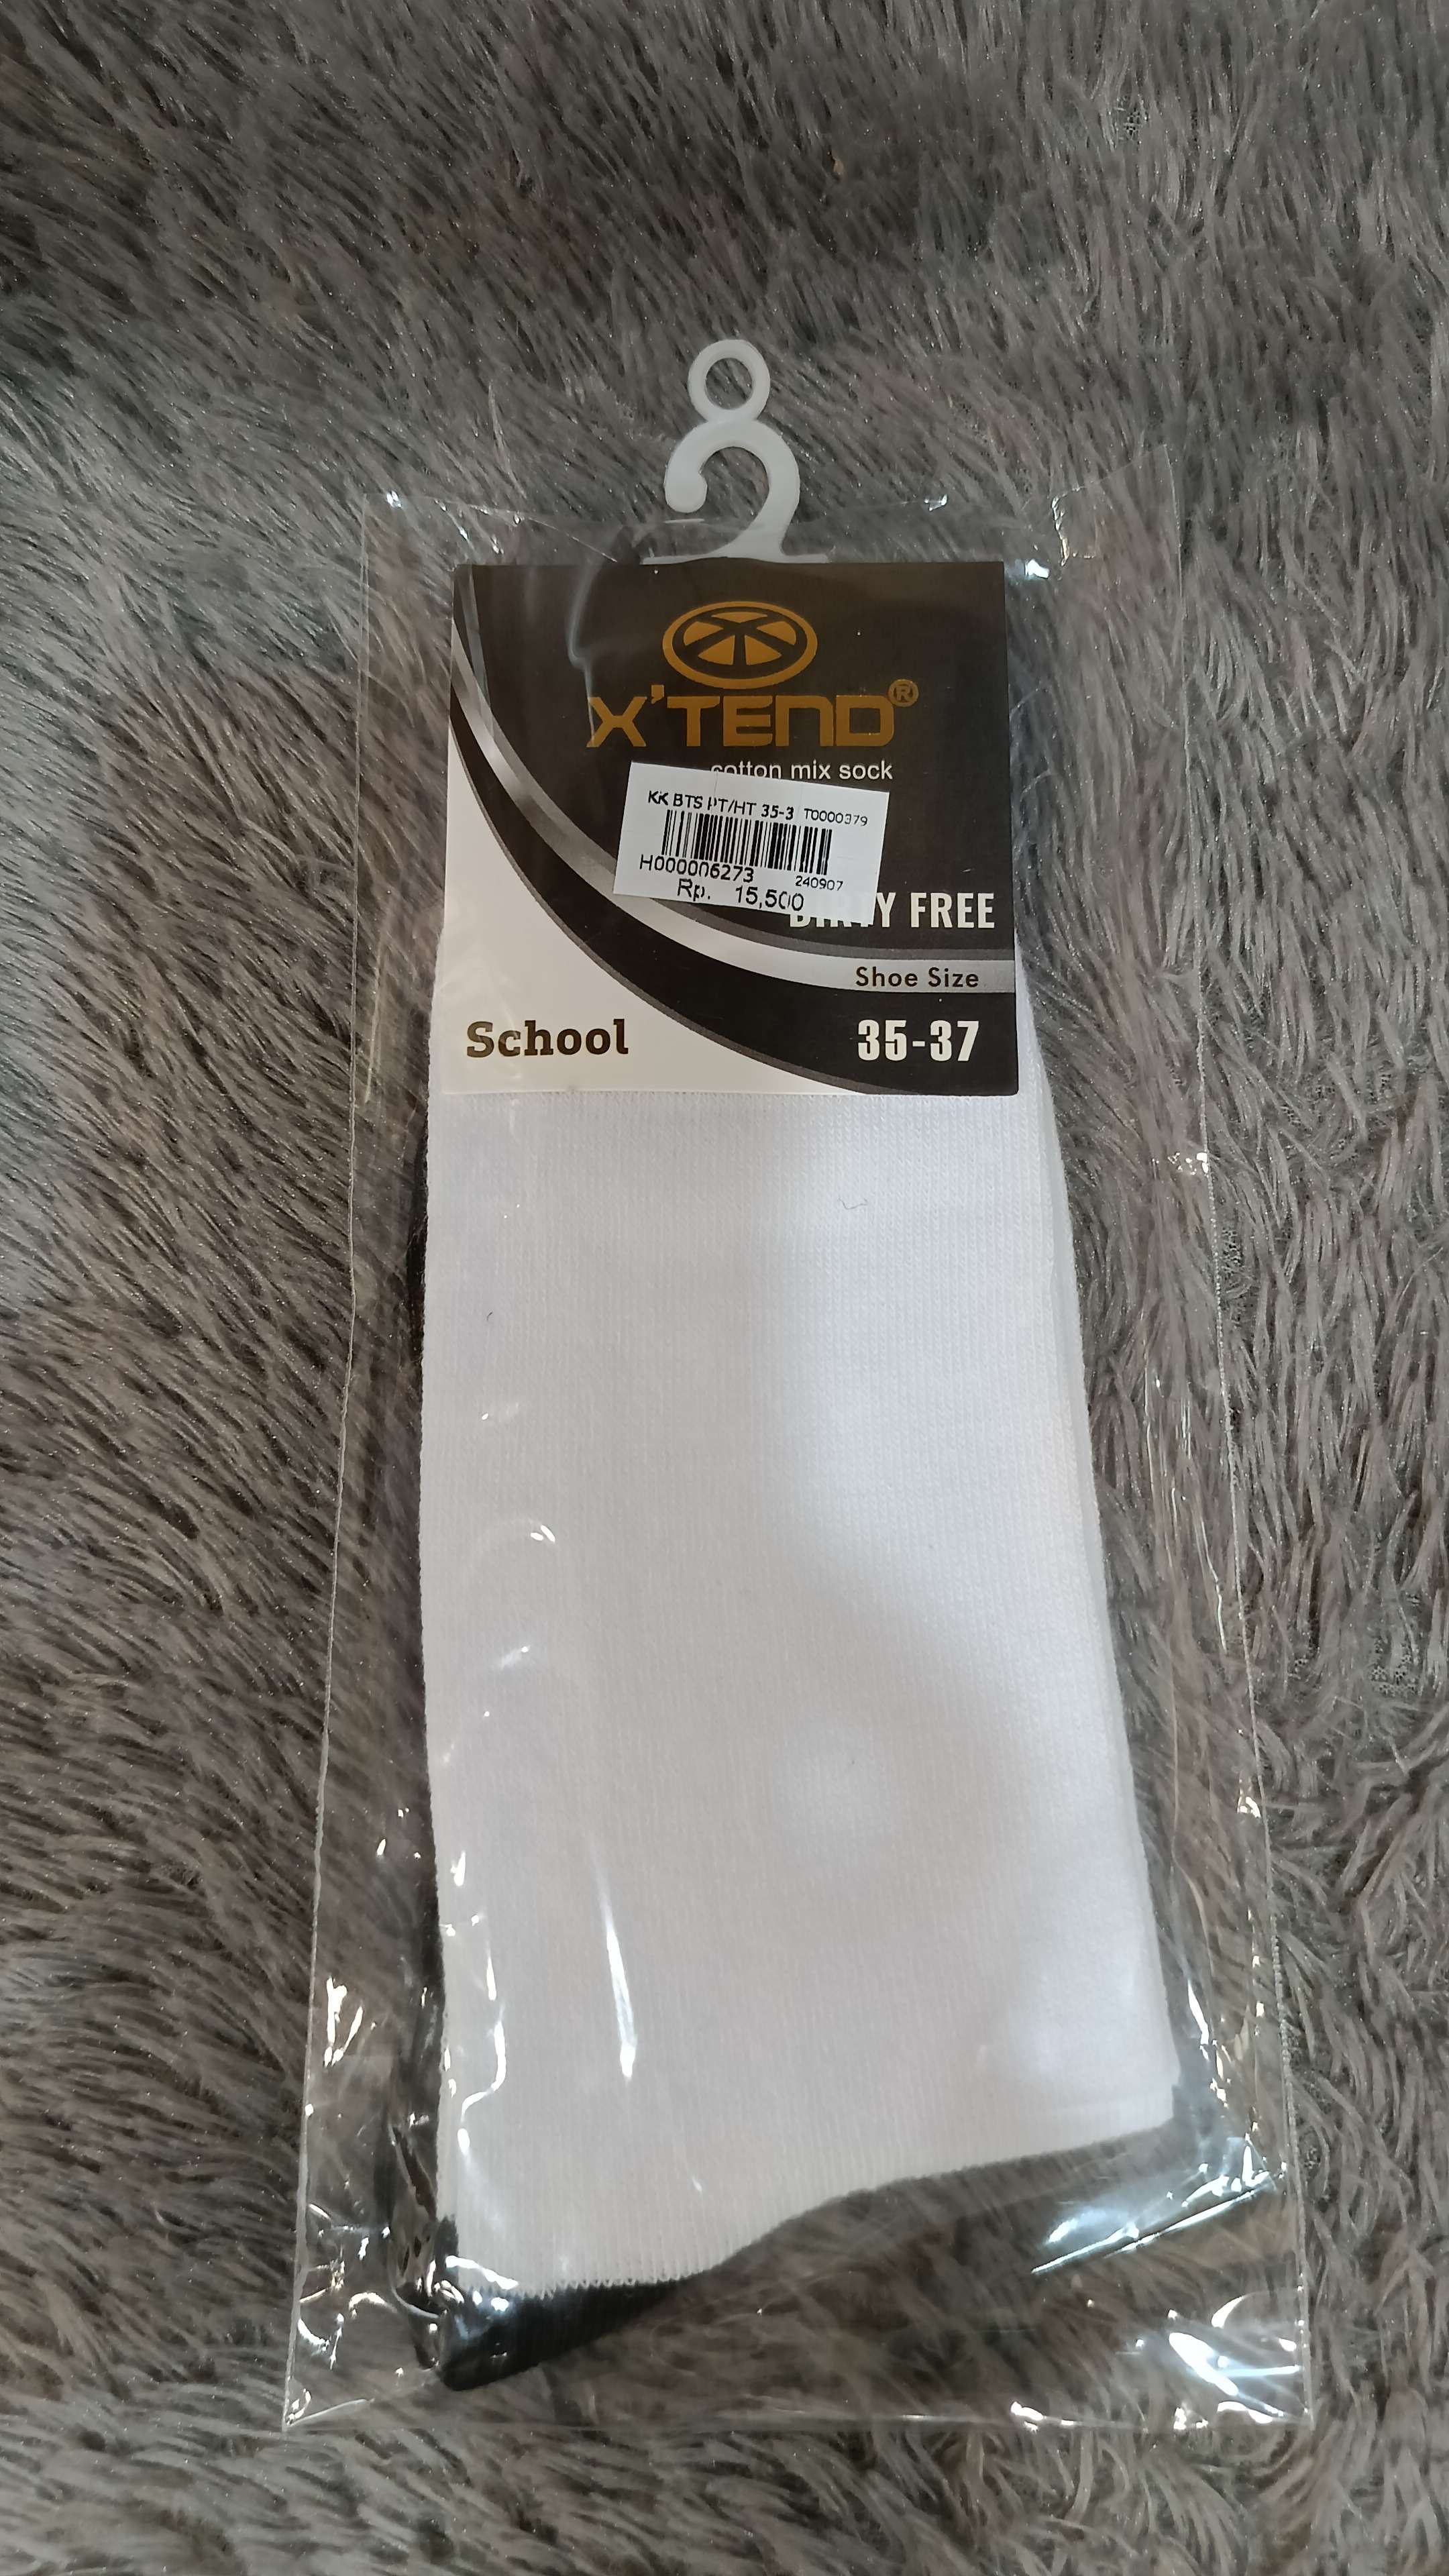 X'TEND®
cotton mix sock
KK BTS PT/HT 35-3 T0000379
H000006273 240907
Rp. 15,500
DIRTY FREE
Shoe Size
School 35-37